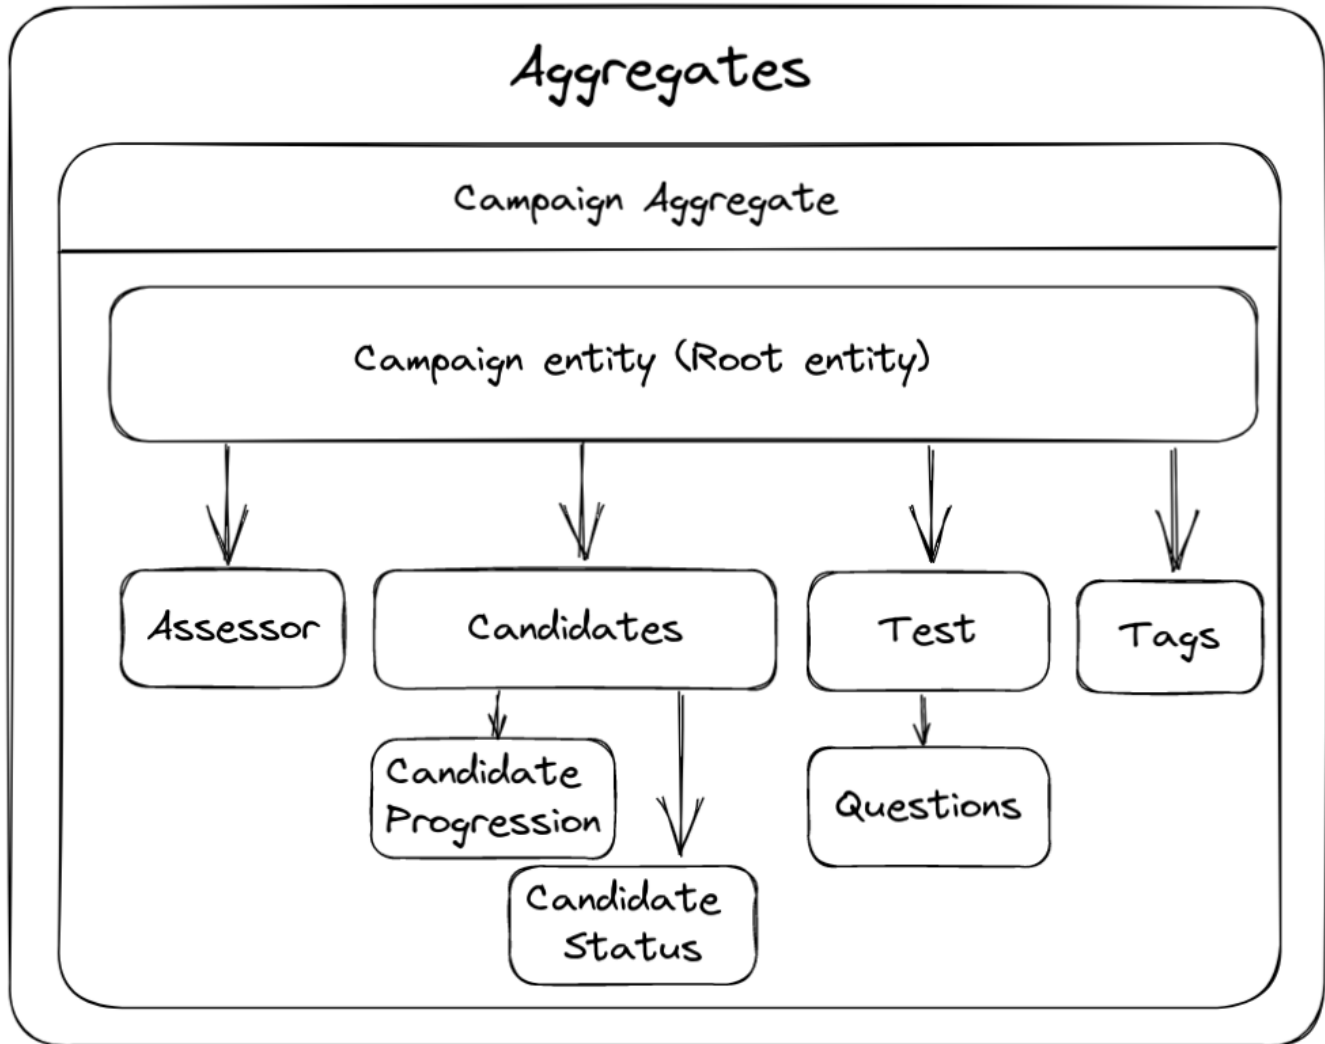 Aggregates
Campaign Aggregate
Campaign entity (Root entity)
Assessor
Candidates
Test
Tags
Candidate
Progression
Questions
Candidate
Status